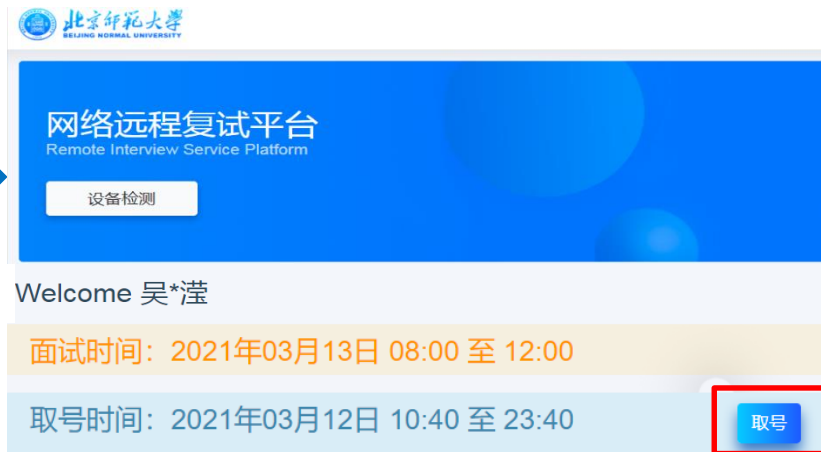 北京师范大学
BEIJING NORMAL UNIVERSITY
网络远程复试平台
Remote Interview Service Platform
设备检测
Welcome 吴*滢
面试时间：2021年03月13日 08:00 至 12:00
取号时间：2021年03月12日 10:40 至 23:40
取号